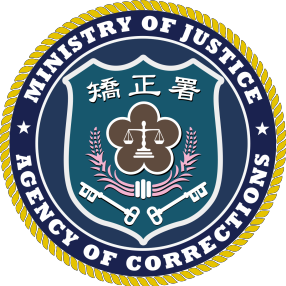 MINISTRY OF JUSTICE
矯正署
AGENCY OF CORRECTIONS